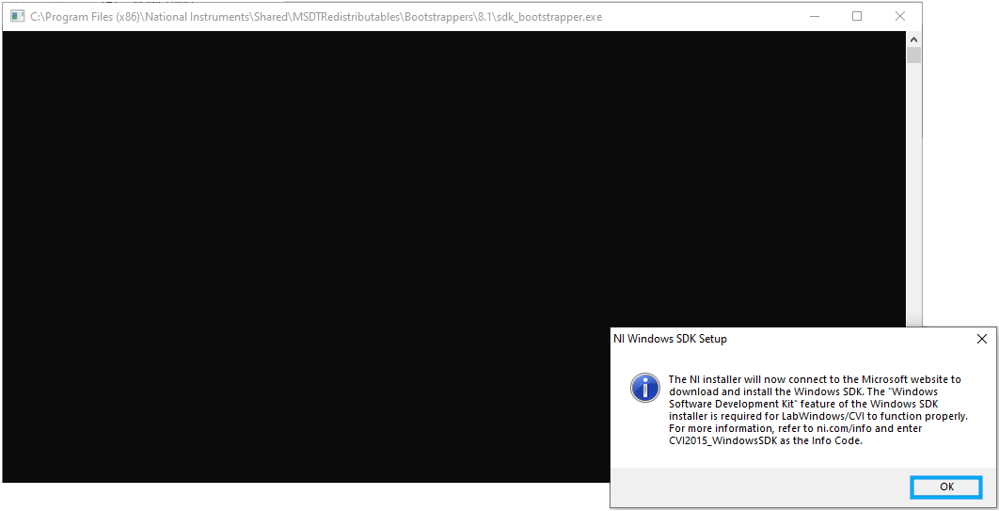 C:\Program Files (x86)\National Instruments\Shared\MSDTRedistributables\Bootstrappers\8.1\sdk_bootstrapper.exe
NI Windows SDK Setup
The NI installer will now connect to the Microsoft website to
download and install the Windows SDK. The "Windows
Software Development Kit" feature of the Windows SDK
installer is required for LabWindows/CVI to function properly.
For more information, refer to ni.com/info and enter
CVI2015_WindowsSDK as the Info Code.
OK